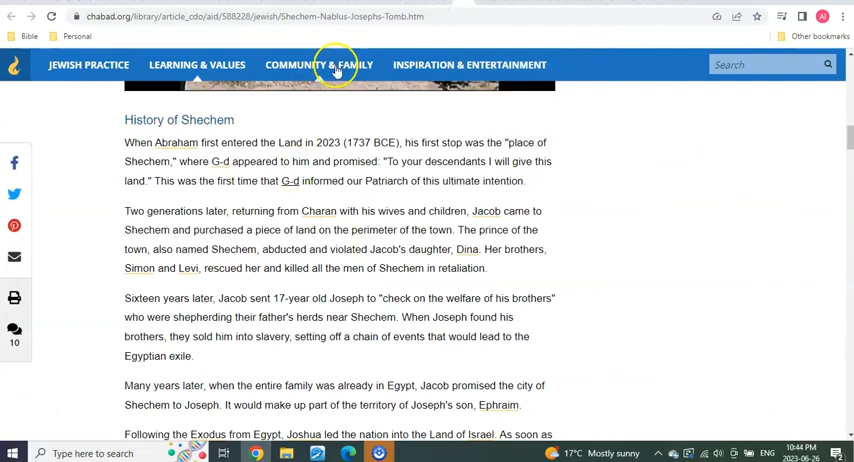 chabad.org/library/article_cdo/aid/588228/jewish/Shechem-Nablus-Josephs-Tomb.htm
AI
Bible
Personal
Other bookmarks
JEWISH PRACTICE
LEARNING & VALUES
COMMUNITY & FAMILY
INSPIRATION & ENTERTAINMENT
Search
History of Shechem
When Abraham first entered the Land in 2023 (1737 BCE), his first stop was the "place of
Shechem," where G-d appeared to him and promised: "To your descendants I will give this
land." This was the first time that G-d informed our Patriarch of this ultimate intention.
Two generations later, returning from Charan with his wives and children, Jacob came to
Shechem and purchased a piece of land on the perimeter of the town. The prince of the
town, also named Shechem, abducted and violated Jacob's daughter, Dina. Her brothers,
Simon and Levi, rescued her and killed all the men of Shechem in retaliation.
Sixteen years later, Jacob sent 17-year old Joseph to "check on the welfare of his brothers"
who were shepherding their father's herds near Shechem. When Joseph found his
brothers, they sold him into slavery, setting off a chain of events that would lead to the
Egyptian exile.
Many years later, when the entire family was already in Egypt, Jacob promised the city of
Shechem to Joseph. It would make up part of the territory of Joseph's son, Ephraim.
Following the Exodus from Egypt, Joshua led the nation into the Land of Israel. As soon as
10
Type here to search
17°C Mostly sunny
ENG
10:44 PM
2023-06-26
2